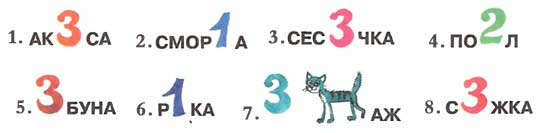 1. АК3СА 2. СМОР1А 3. СЕС3ЧКА 4. ПО2Л
5. 3БУНА 6. Р1КА 7. 3 АЖ 8. С3ЖКА